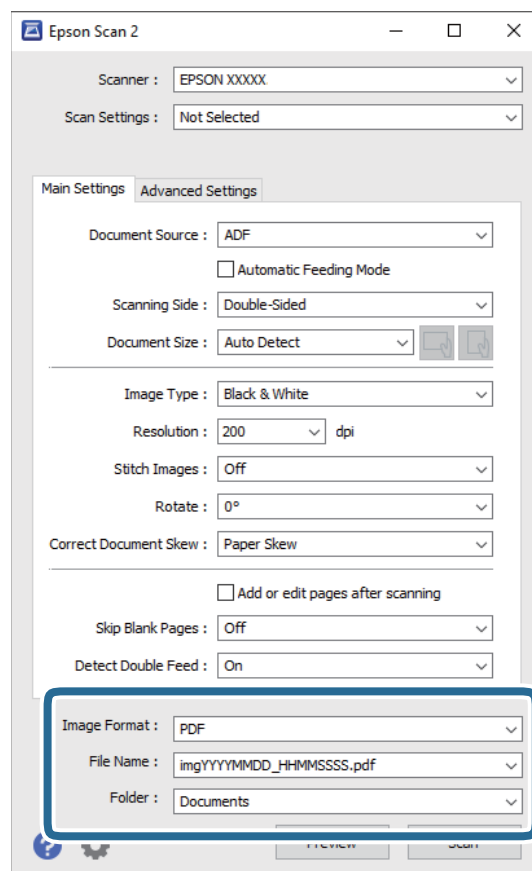 Epson Scan 2
Scanner : EPSON XXXXX
Scan Settings : Not Selected
Main Settings Advanced Settings
Document Source : ADF
Automatic Feeding Mode
Scanning Side : Double-Sided
Document Size : Auto Detect
Image Type : Black & White
Resolution : 200 dpi
Stitch Images : Off
Rotate : 0°
Correct Document Skew : Paper Skew
Add or edit pages after scanning
Skip Blank Pages : Off
Detect Double Feed : On
Image Format : PDF
File Name : imgYYYYMMDD_HHMMSSSS.pdf
Folder : Documents
? Preview Scan